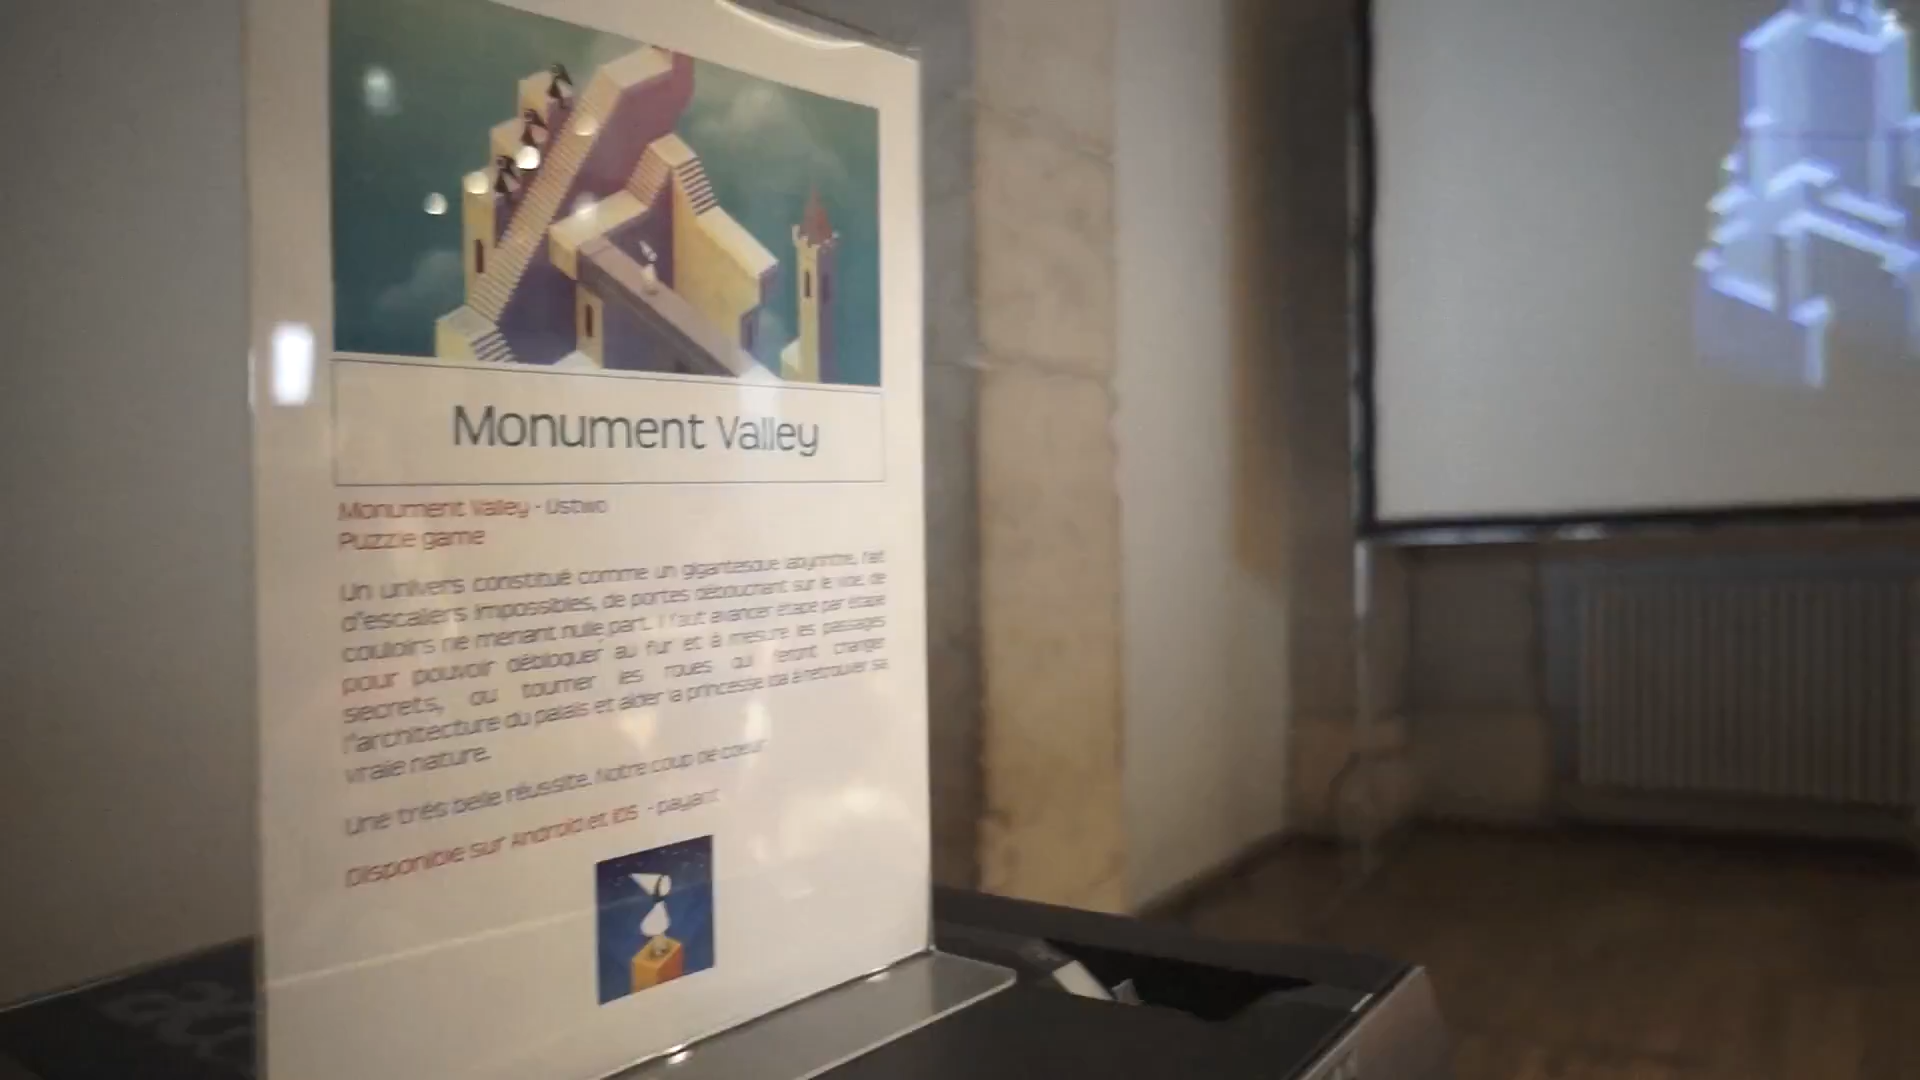 Monument Valley
Monument Valley - Ustwo
Puzzle game
Un univers constitué comme un gigantesque labyrinthe, fait
d'escaliers impossibles, de portes débouchant sur le vide, de
couloirs ne menant nulle part. Il faut avancer étape par étape
pour pouvoir débloquer au fur et à mesure les passages
secrets, ou tourner les roues qui feront changer
l'architecture du palais et aider la princesse Ida à retrouver sa
vraie nature.
Une très belle réussite. Notre coup de cœur
Disponible sur Android et iOS - payant